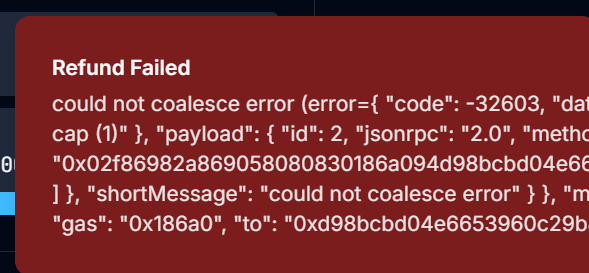 Refund Failed
could not coalesce error (error={ "code": -32603, "dat
cap (1)" }, "payload": { "id": 2, "jsonrpc": "2.0", "metho
"0x02f86982a869058080830186a094d98bcbd04e66
] }, "shortMessage": "could not coalesce error" } }, "m
"gas": "0x186a0", "to": "0xd98bcbd04e6653960c29b